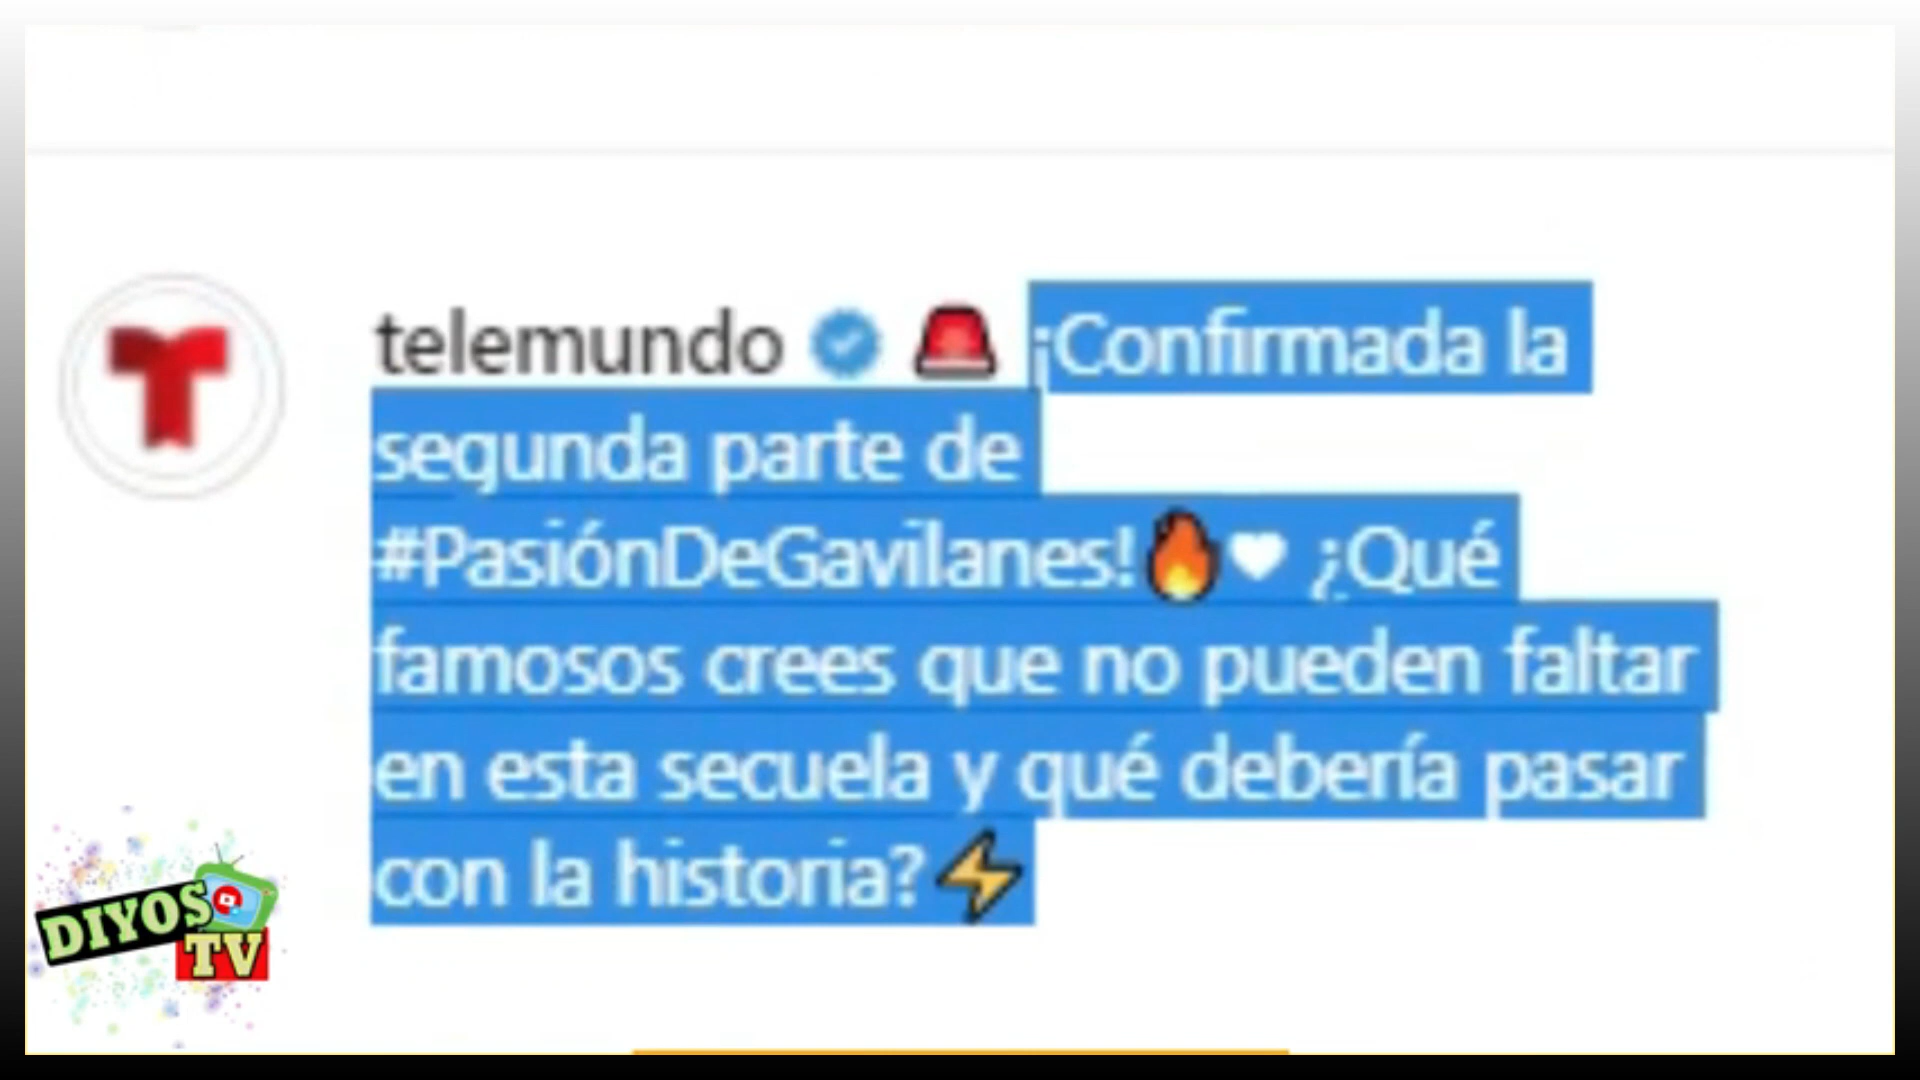 telemundo 🚨 ¡Confirmada la
segunda parte de
#PasiónDeGavilanes!🔥🤍 ¿Qué
famosos crees que no pueden faltar
en esta secuela y qué debería pasar
con la historia?⚡
DIYOS
TV